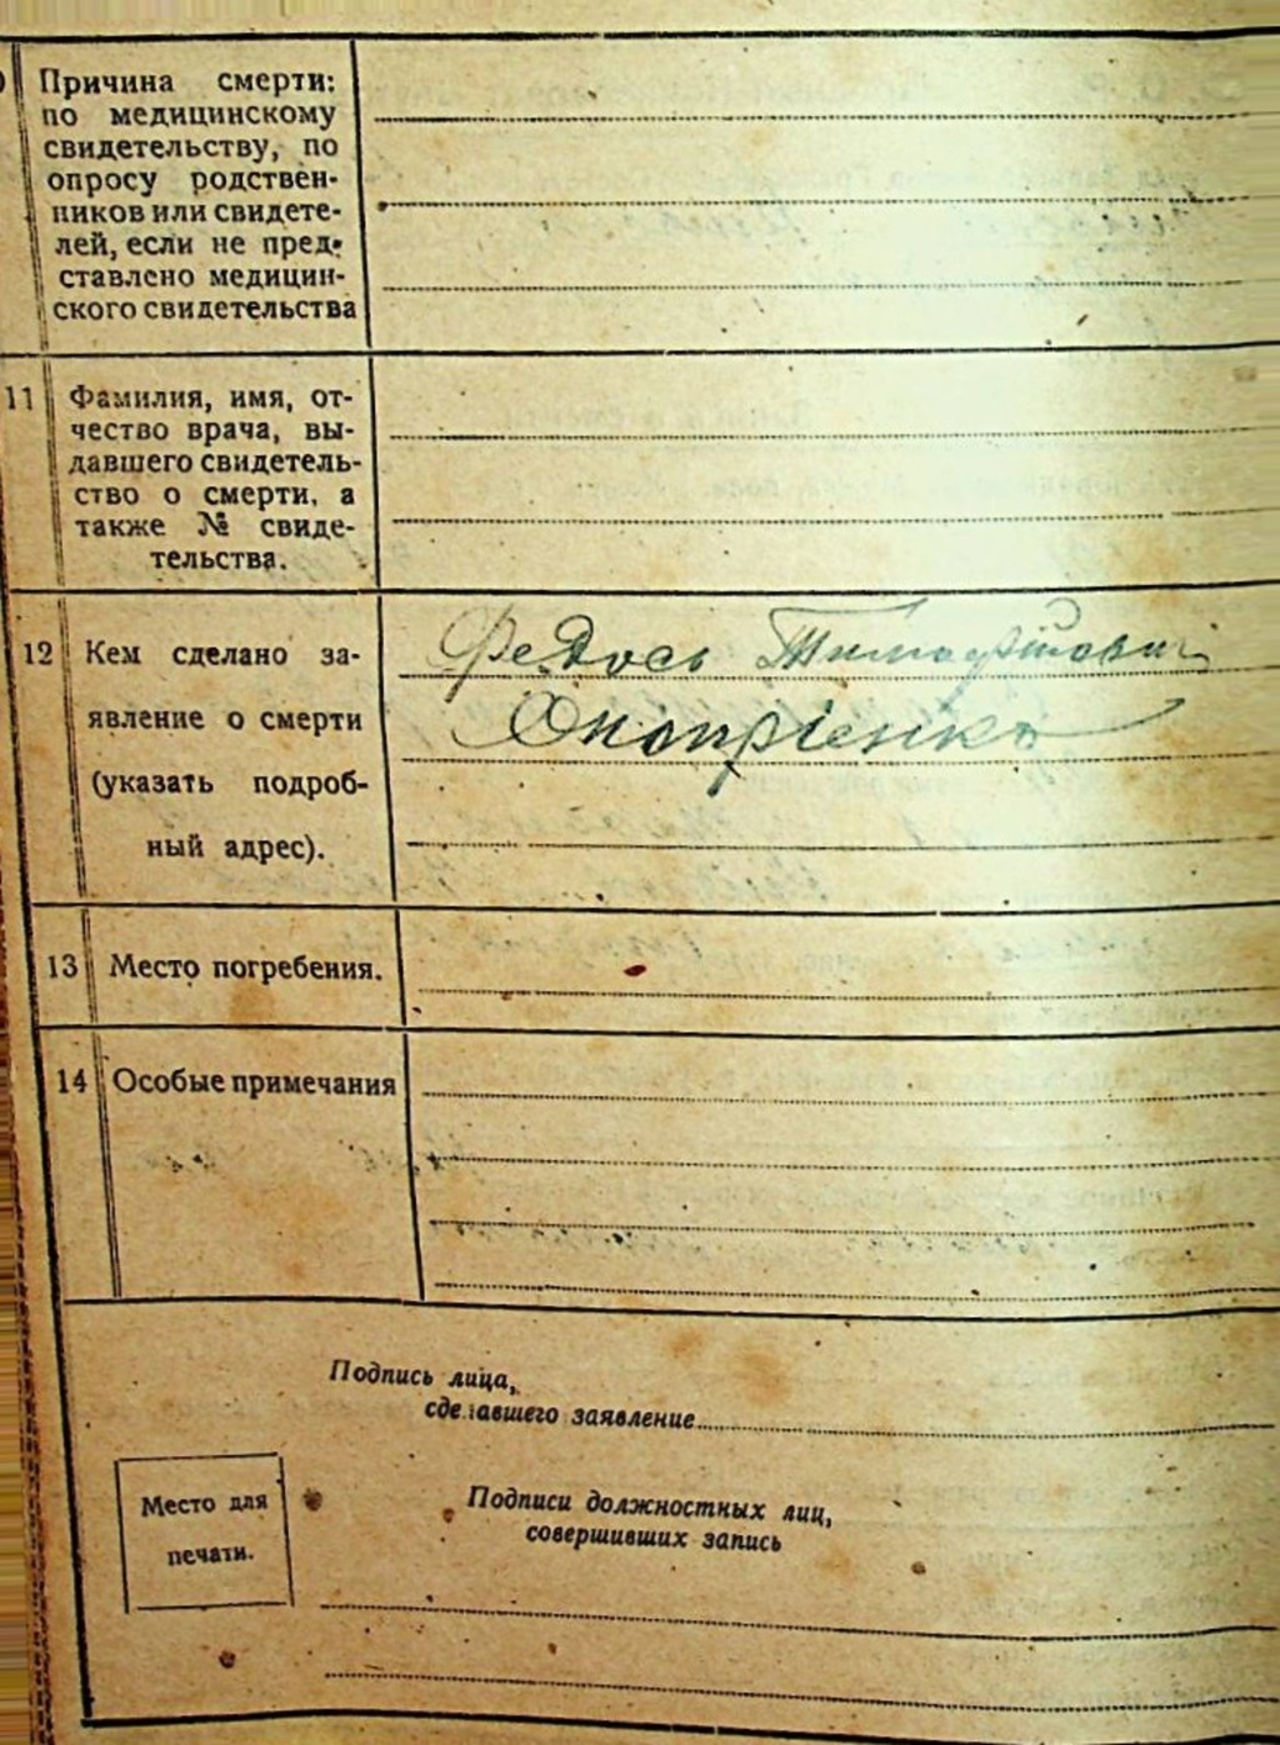 Причина смерти:
по медицинскому
свидетельству, по
опросу родствен-
ников или свидете-
лей, если не пред-
ставлено медицин-
ского свидетельства
11 Фамилия, имя, от-
чество врача, вы-
давшего свидетель-
ство о смерти, а
также № свиде-
тельства.
12 Кем сделано за-
явление о смерти
(указать подроб-
ный адрес).
Федось Тимофійович
Онопріенко
13 Место погребения.
14 Особые примечания
Подпись лица,
сделавшего заявление
Место для
печати.
Подписи должностных лиц,
совершивших запись